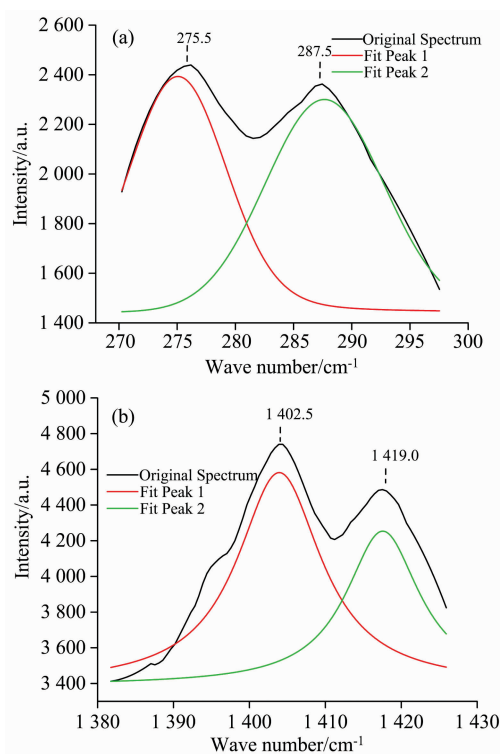 (a)
275.5
287.5
Original Spectrum
Fit Peak 1
Fit Peak 2
2 600
2 400
2 200
2 000
1 800
1 600
1 400
Intensity/a.u.
270 275 280 285 290 295 300
Wave number/cm⁻¹
(b)
1 402.5
1 419.0
Original Spectrum
Fit Peak 1
Fit Peak 2
5 000
4 800
4 600
4 400
4 200
4 000
3 800
3 600
3 400
Intensity/a.u.
1 380 1 390 1 400 1 410 1 420 1 430
Wave number/cm⁻¹